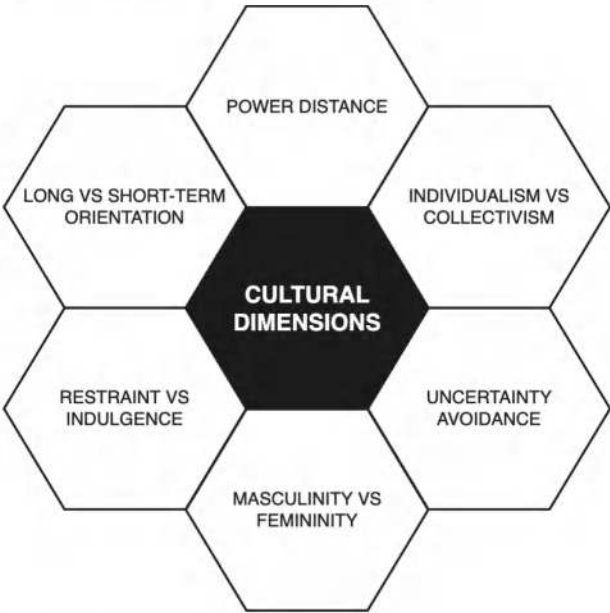 POWER DISTANCE
LONG VS SHORT-TERM
ORIENTATION
INDIVIDUALISM VS
COLLECTIVISM
CULTURAL
DIMENSIONS
RESTRAINT VS
INDULGENCE
UNCERTAINTY
AVOIDANCE
MASCULINITY VS
FEMININITY